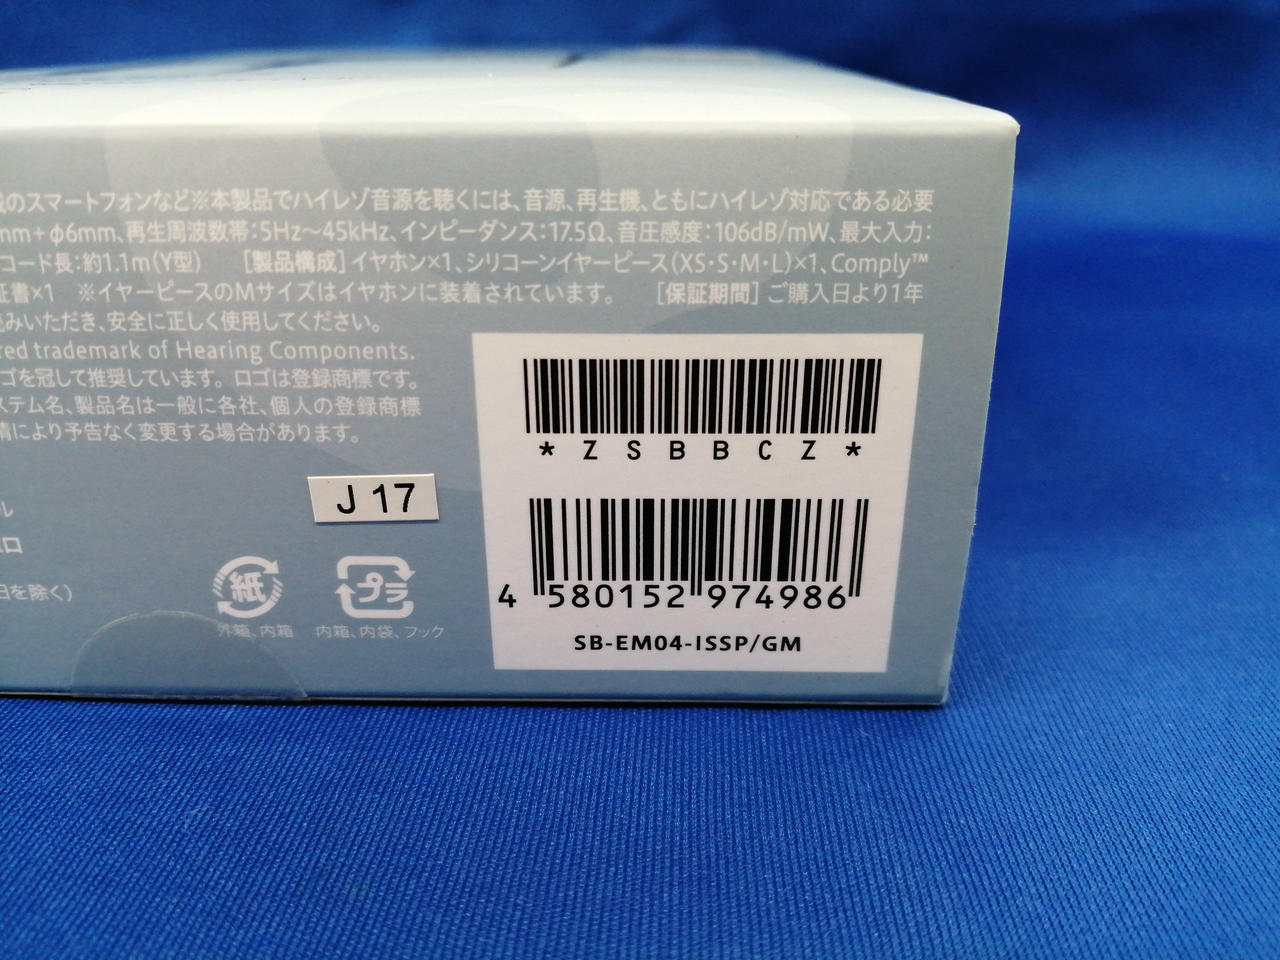 のスマートフォンなど※本製品でハイレゾ音源を聴くには、音源、再生機、ともにハイレゾ対応である必要
mm+φ6mm、再生周波数帯：5Hz～45kHz、インピーダンス：17.5Ω、音圧感度：106dB/mW、最大入力：
コード長：約1.1m（Y型） ［製品構成］イヤホン×1、シリコーンイヤーピース（XS・S・M・L）×1、Comply™
証書×1 ※イヤーピースのMサイズはイヤホンに装着されています。 ［保証期間］ご購入日より1年
読みいただき、安全に正しく使用してください。
red trademark of Hearing Components.
ゴを冠して推奨しています。ロゴは登録商標です。
ステム名、製品名は一般に各社、個人の登録商標
情により予告なく変更する場合があります。
*ZSBBCZ*
J 17
ル
ロ
日を除く）
紙
プラ
外箱、内箱
内箱、内袋、フック
4 580152 974986
SB-EM04-ISSP/GM